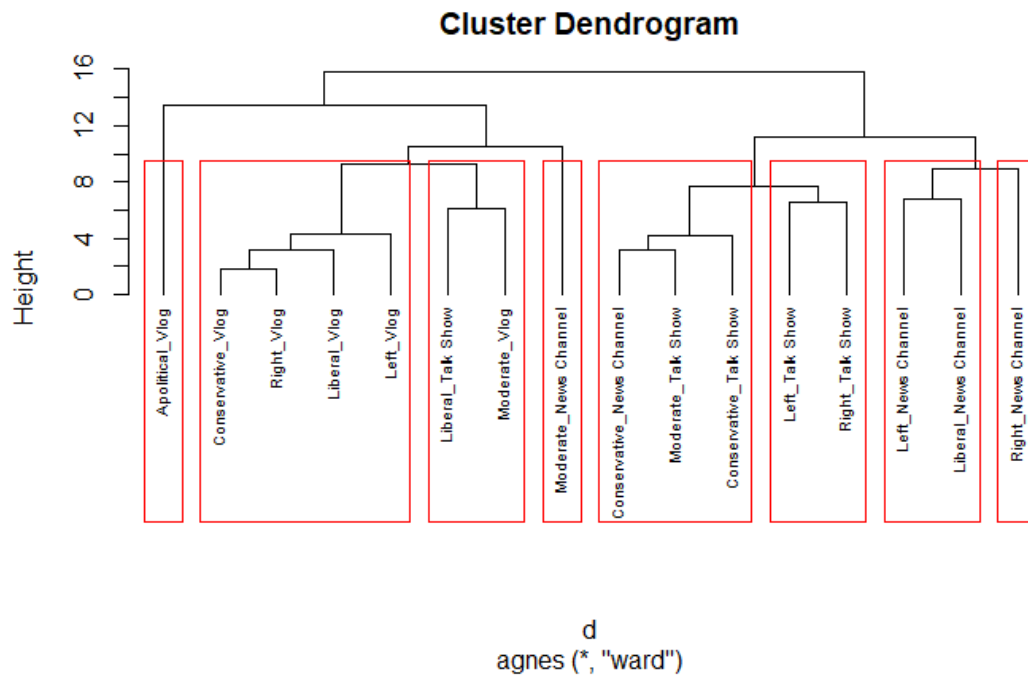 Cluster Dendrogram
16
12
8
4
0
Height
Apolitical_Vlog
Conservative_Vlog
Right_Vlog
Liberal_Vlog
Left_Vlog
Liberal_Talk Show
Moderate_Vlog
Moderate_News Channel
Conservative_News Channel
Moderate_Talk Show
Conservative_Talk Show
Left_Talk Show
Right_Talk Show
Left_News Channel
Liberal_News Channel
Right_News Channel
d
agnes (*, "ward")